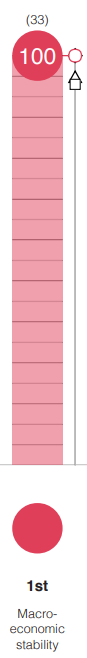 (33)
100
1st
Macro-
economic
stability